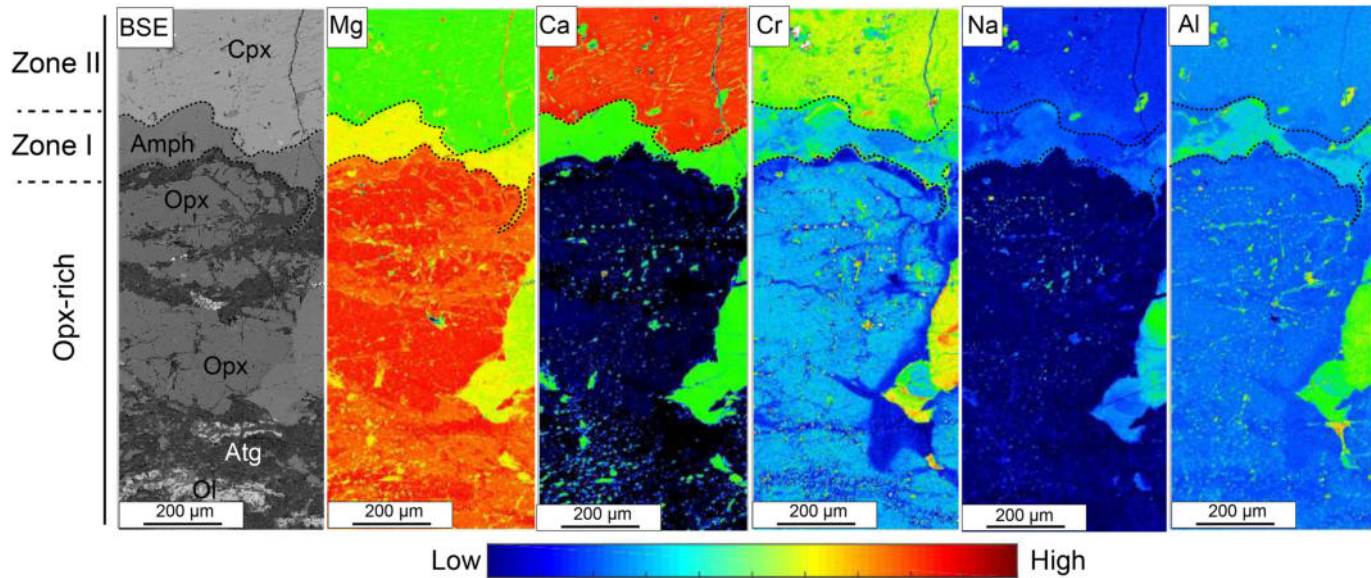 BSE Mg Ca Cr Na Al
Zone II
Cpx
Zone I
Amph
Opx
Opx-rich
Opx
Atg
Ol
200 µm 200 µm 200 µm 200 µm 200 µm 200 µm
Low High